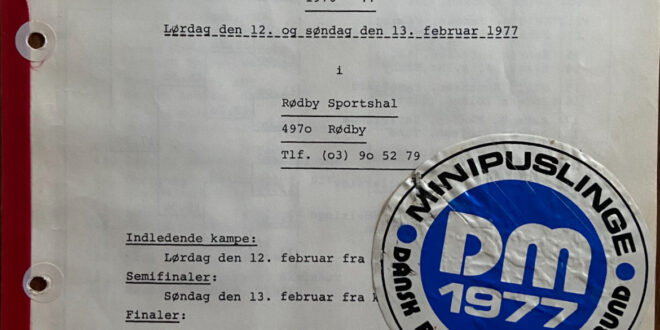 Lørdag den 12. og søndag den 13. februar 1977
i
Rødby Sportshal
497o Rødby
Tlf. (o3) 9o 52 79
Indledende kampe:
Lørdag den 12. februar fra
Semifinaler:
Søndag den 13. februar fra
Finaler:
MINIPUSLINGE
DM
1977
DANSK